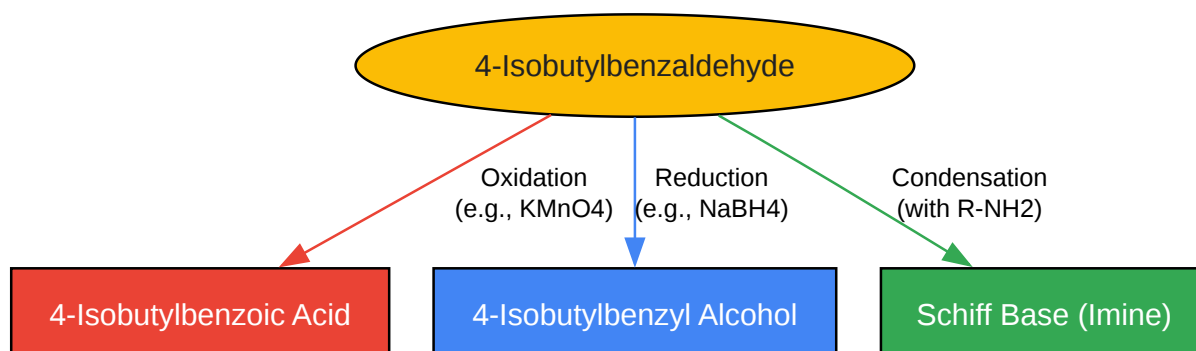 4-Isobutylbenzaldehyde
Oxidation
(e.g., KMnO4)
Reduction
(e.g., NaBH4)
Condensation
(with R-NH2)
4-Isobutylbenzoic Acid
4-Isobutylbenzyl Alcohol
Schiff Base (Imine)